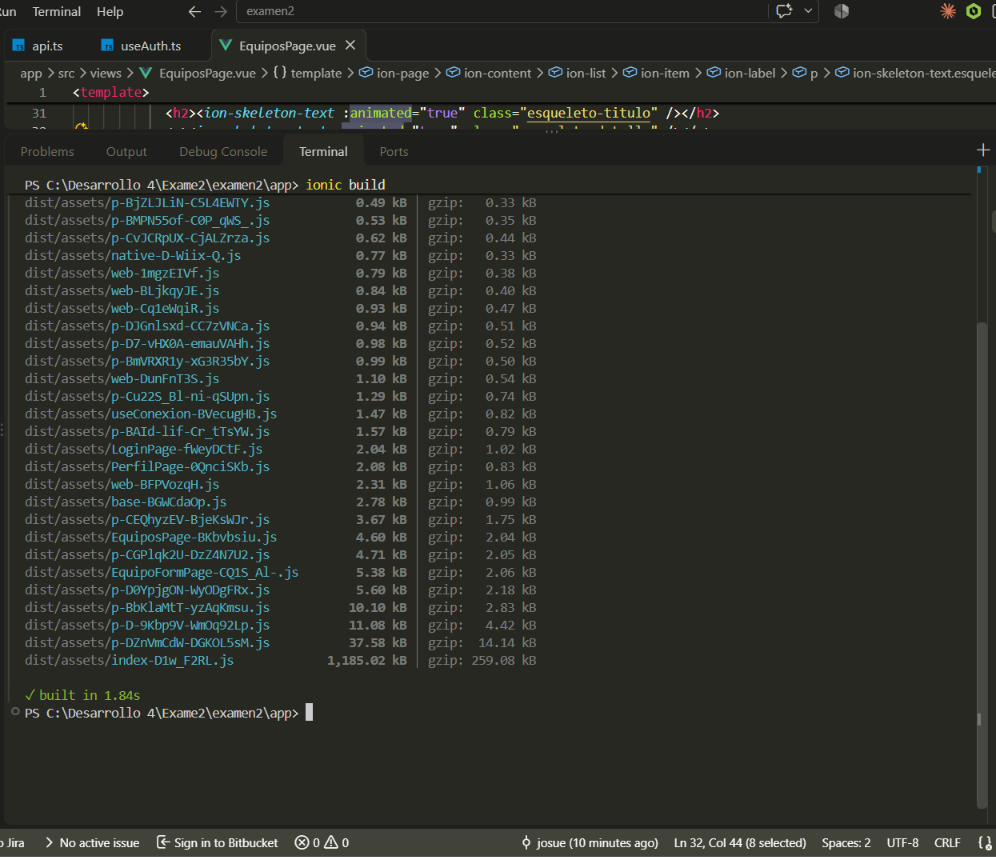 un Terminal Help examen2
api.ts useAuth.ts EquiposPage.vue
app > src > views > EquiposPage.vue > {} template > ion-page > ion-content > ion-list > ion-item > ion-label > p > ion-skeleton-text.esquele
1 <template>
31 <h2><ion-skeleton-text :animated="true" class="esqueleto-titulo" /></h2>
Problems Output Debug Console Terminal Ports
PS C:\Desarrollo 4\Exame2\examen2\app> ionic build
dist/assets/p-BjZLJLiN-C5L4EWTY.js 0.49 kB │ gzip: 0.33 kB
dist/assets/p-BMPN55of-C0P_qWS_.js 0.53 kB │ gzip: 0.35 kB
dist/assets/p-CvJCRpUX-CjALZrza.js 0.62 kB │ gzip: 0.44 kB
dist/assets/native-D-Wiix-Q.js 0.77 kB │ gzip: 0.33 kB
dist/assets/web-1mgzEIVf.js 0.79 kB │ gzip: 0.38 kB
dist/assets/web-BLjkqyJE.js 0.84 kB │ gzip: 0.40 kB
dist/assets/web-Cq1eWqiR.js 0.93 kB │ gzip: 0.47 kB
dist/assets/p-DJGnlsxd-CC7zVNCa.js 0.94 kB │ gzip: 0.51 kB
dist/assets/p-D7-vHX0A-emauVAHh.js 0.98 kB │ gzip: 0.52 kB
dist/assets/p-BmVRXR1y-xG3R35bY.js 0.99 kB │ gzip: 0.50 kB
dist/assets/web-DunFnT3S.js 1.10 kB │ gzip: 0.54 kB
dist/assets/p-Cu22S_Bl-ni-qSUpn.js 1.29 kB │ gzip: 0.74 kB
dist/assets/useConexion-BVecugHB.js 1.47 kB │ gzip: 0.82 kB
dist/assets/p-BAId-lif-Cr_tTsYW.js 1.57 kB │ gzip: 0.79 kB
dist/assets/LoginPage-fWeyDCtF.js 2.04 kB │ gzip: 1.02 kB
dist/assets/PerfilPage-0QnciSKb.js 2.08 kB │ gzip: 0.83 kB
dist/assets/web-BFPVozqH.js 2.31 kB │ gzip: 1.06 kB
dist/assets/base-BGWCdaOp.js 2.78 kB │ gzip: 0.99 kB
dist/assets/p-CEQhyzEV-BjeKsWJr.js 3.67 kB │ gzip: 1.75 kB
dist/assets/EquiposPage-BKbvbsiu.js 4.60 kB │ gzip: 2.04 kB
dist/assets/p-CGPlqk2U-DzZ4N7U2.js 4.71 kB │ gzip: 2.05 kB
dist/assets/EquipoFormPage-CQ1S_Al-.js 5.38 kB │ gzip: 2.06 kB
dist/assets/p-D0YpjgON-WyODgFRx.js 5.60 kB │ gzip: 2.18 kB
dist/assets/p-BbKlaMtT-yzAqKmsu.js 10.10 kB │ gzip: 2.83 kB
dist/assets/p-D-9Kbp9V-WmOq92Lp.js 11.08 kB │ gzip: 4.42 kB
dist/assets/p-DZnVmCdW-DGKOL5sM.js 37.58 kB │ gzip: 14.14 kB
dist/assets/index-D1w_F2RL.js 1,185.02 kB │ gzip: 259.08 kB
✓ built in 1.84s
PS C:\Desarrollo 4\Exame2\examen2\app>
o Jira > No active issue Sign in to Bitbucket 0 0 josue (10 minutes ago) Ln 32, Col 44 (8 selected) Spaces: 2 UTF-8 CRLF {}